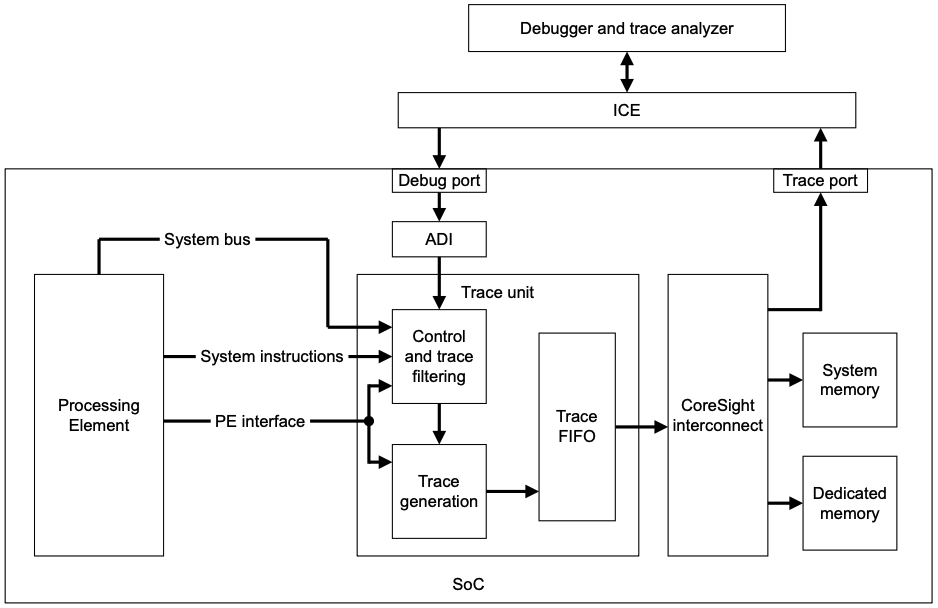 Debugger and trace analyzer
ICE
Debug port
Trace port
System bus
ADI
Trace unit
Control
and trace
filtering
System instructions
System
memory
Processing
Element
PE interface
Trace
FIFO
CoreSight
interconnect
Trace
generation
Dedicated
memory
SoC